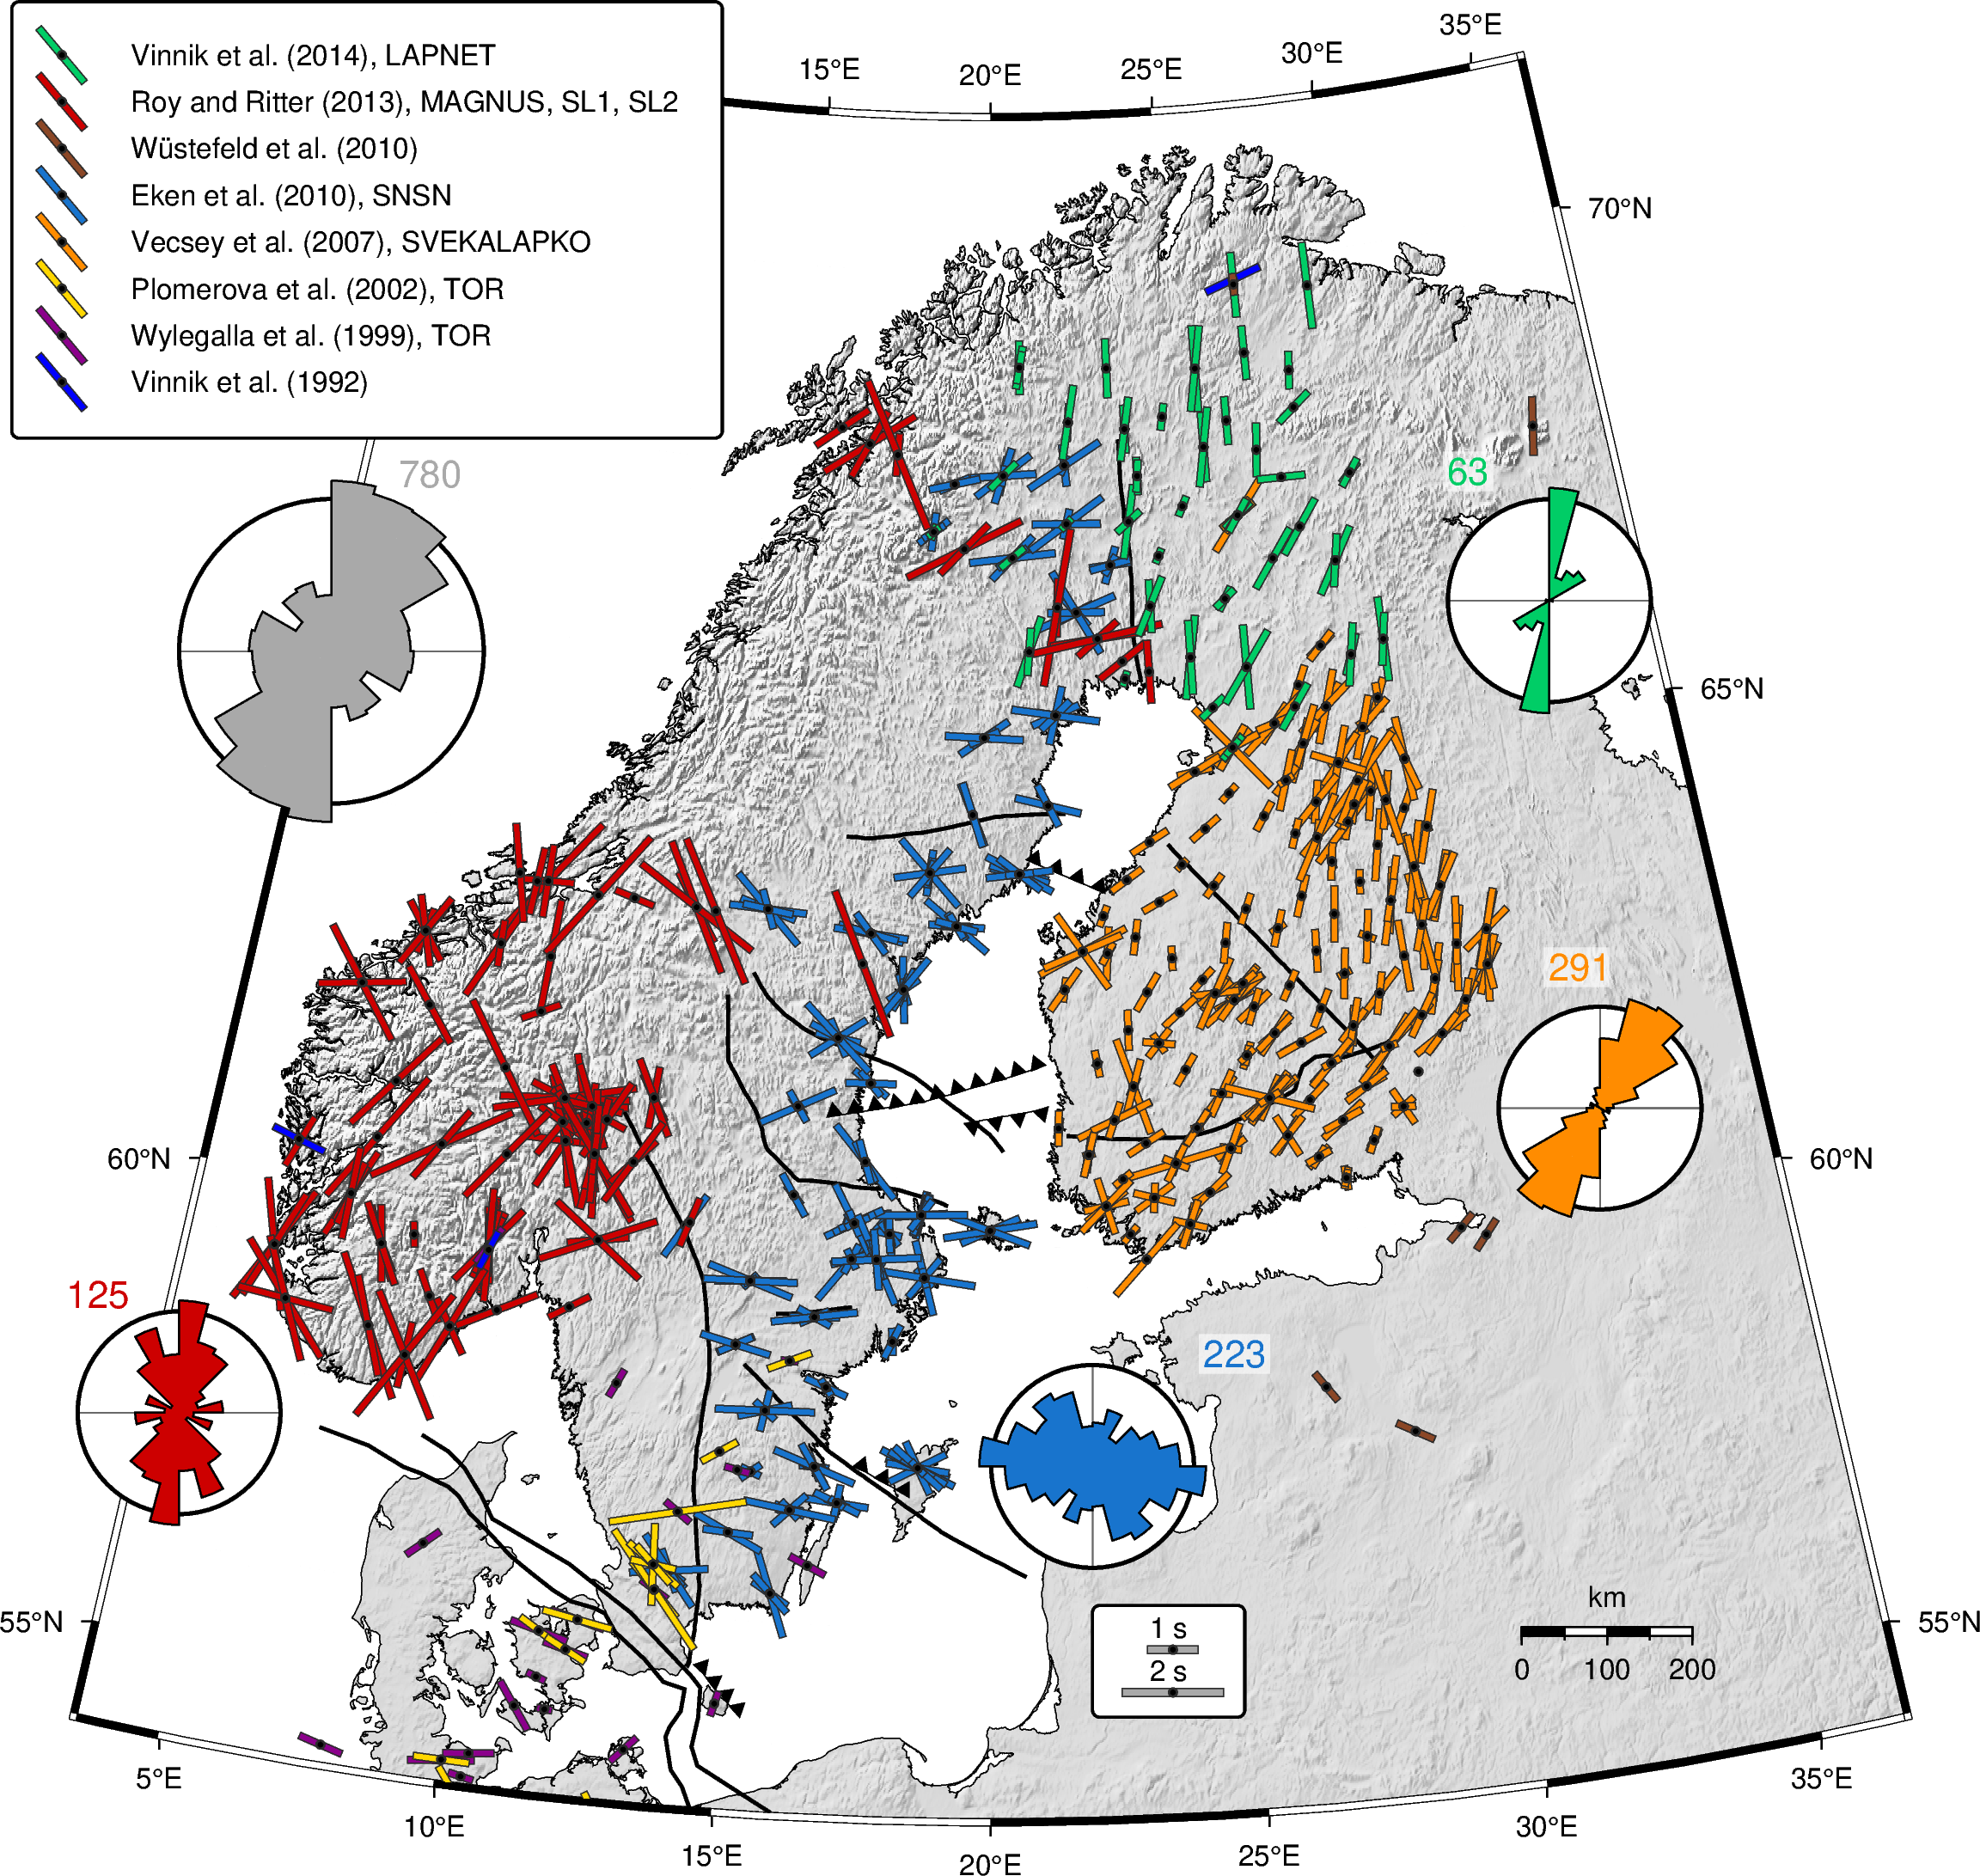 Vinnik et al. (2014), LAPNET
Roy and Ritter (2013), MAGNUS, SL1, SL2
Wüstefeld et al. (2010)
Eken et al. (2010), SNSN
Vecsey et al. (2007), SVEKALAPKO
Plomerova et al. (2002), TOR
Wylegalla et al. (1999), TOR
Vinnik et al. (1992)
15°E
20°E
25°E
30°E
35°E
70°N
780
63
65°N
291
60°N
60°N
125
223
55°N
55°N
1 s
2 s
km
0 100 200
5°E
10°E
15°E
20°E
25°E
30°E
35°E